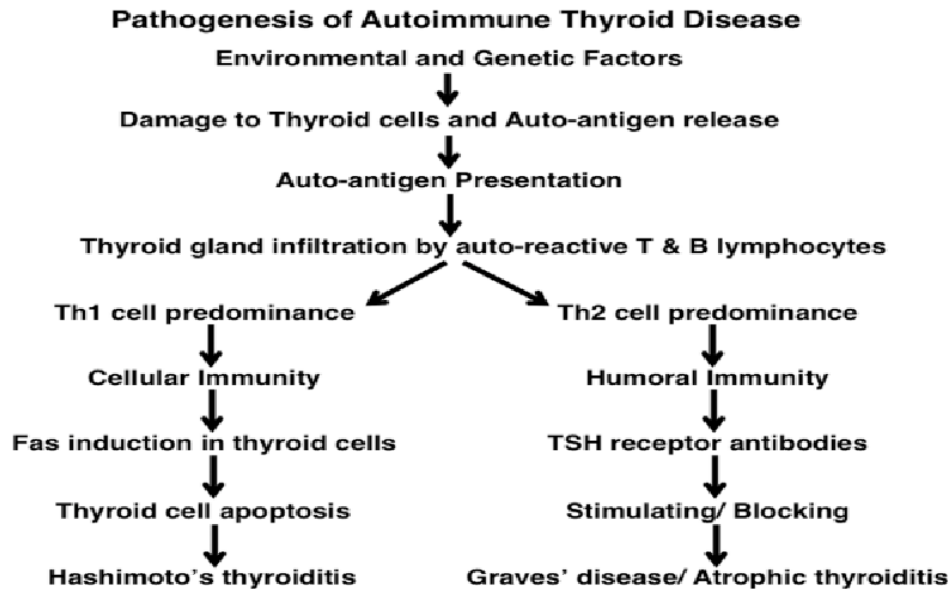 Pathogenesis of Autoimmune Thyroid Disease
Environmental and Genetic Factors
Damage to Thyroid cells and Auto-antigen release
Auto-antigen Presentation
Thyroid gland infiltration by auto-reactive T & B lymphocytes
Th1 cell predominance
Cellular Immunity
Fas induction in thyroid cells
Thyroid cell apoptosis
Hashimoto's thyroiditis
Th2 cell predominance
Humoral Immunity
TSH receptor antibodies
Stimulating/ Blocking
Graves' disease/ Atrophic thyroiditis